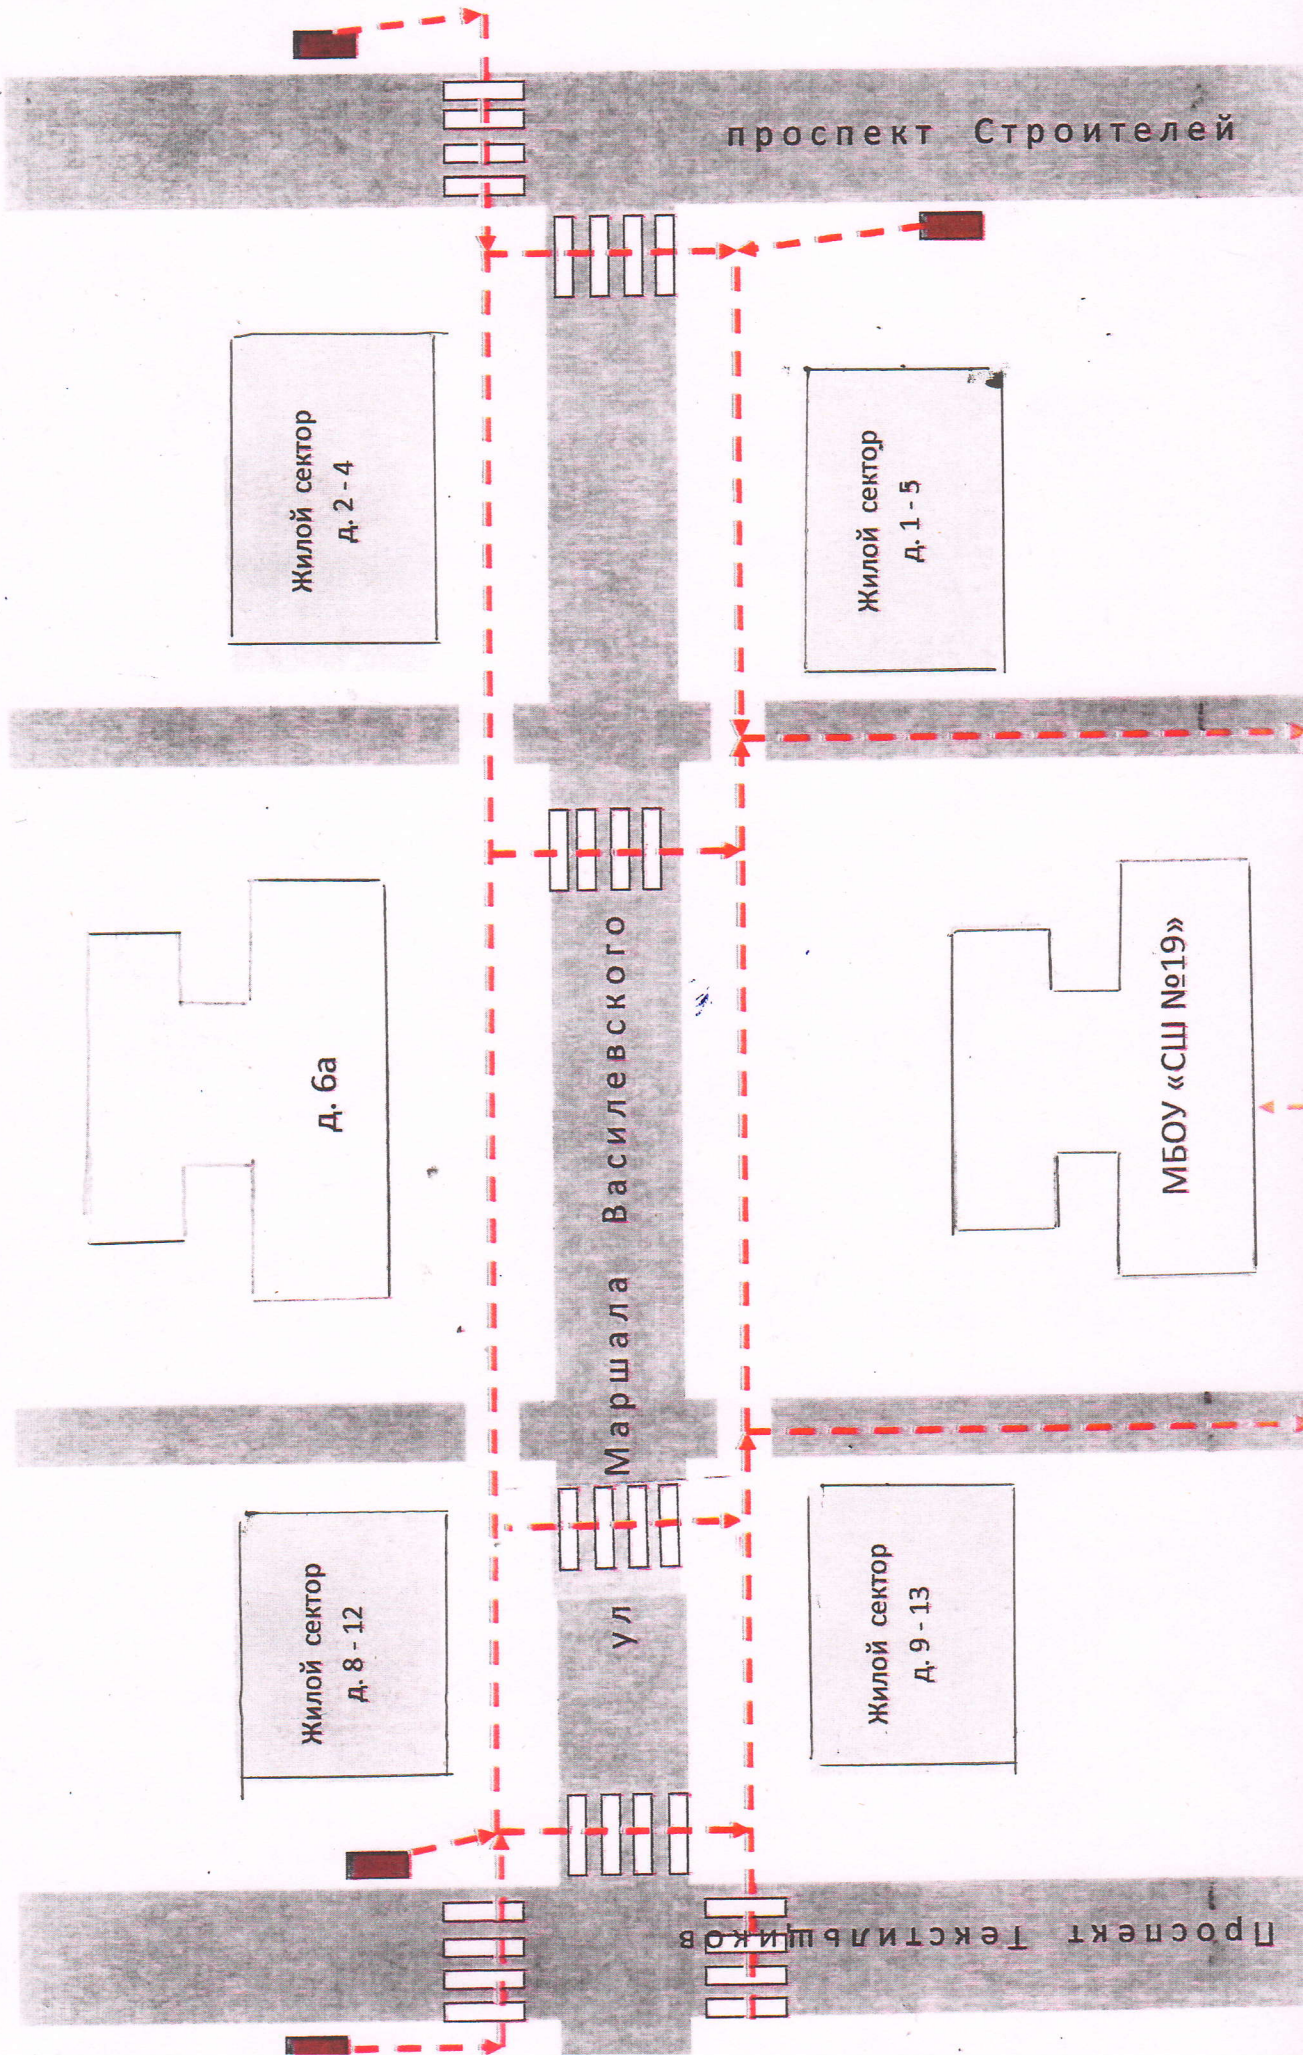 проспект Строителей
Жилой сектор
д. 2 - 4
Жилой сектор
д. 1 - 5
д. 6а
ул Маршала Василевского
МБОУ «СШ №19»
Жилой сектор
д. 8 - 12
Жилой сектор
д. 9 - 13
Проспект Текстильщиков